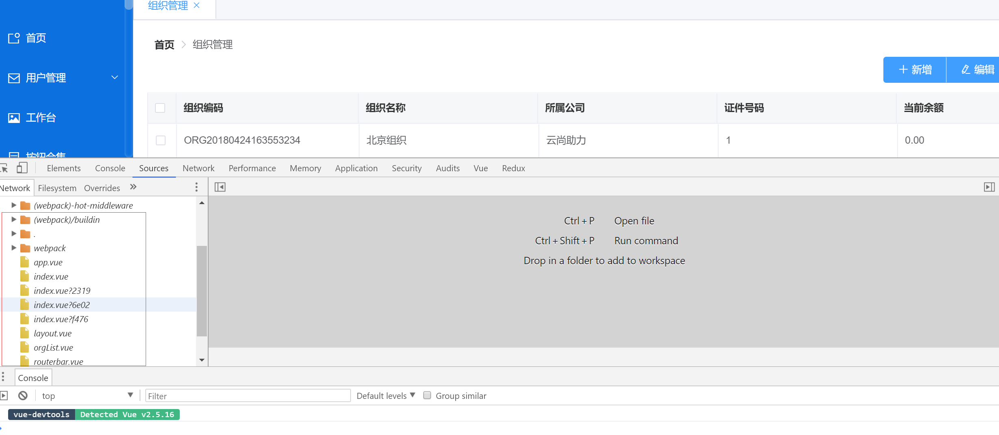 组织管理
首页
用户管理
工作台
按钮合集
首页 > 组织管理
新增 编辑
组织编码 组织名称 所属公司 证件号码 当前余额
ORG20180424163553234 北京组织 云尚助力 1 0.00
Elements Console Sources Network Performance Memory Application Security Audits Vue Redux
Network Filesystem Overrides »
(webpack)-hot-middleware
(webpack)/buildin
.
webpack
app.vue
index.vue
index.vue?2319
index.vue?6e02
index.vue?f476
layout.vue
orgList.vue
routerbar.vue
Ctrl + P Open file
Ctrl + Shift + P Run command
Drop in a folder to add to workspace
Console
top Filter Default levels Group similar
vue-devtools Detected Vue v2.5.16